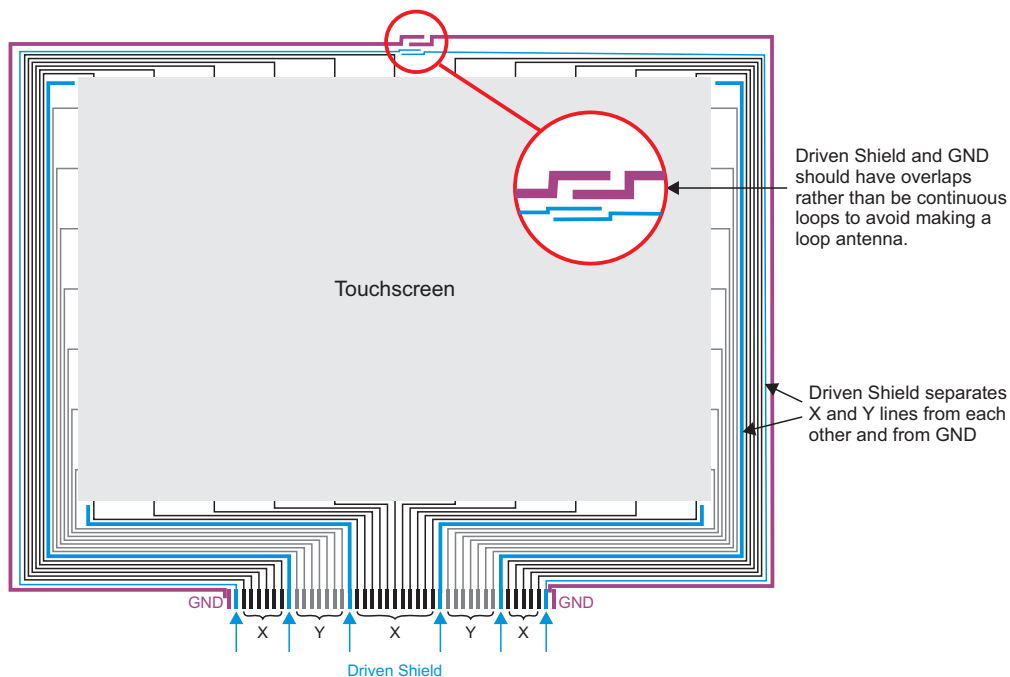 Driven Shield and GND
should have overlaps
rather than be continuous
loops to avoid making a
loop antenna.
Touchscreen
Driven Shield separates
X and Y lines from each
other and from GND
GND
GND
X
Y
X
Y
X
Driven Shield